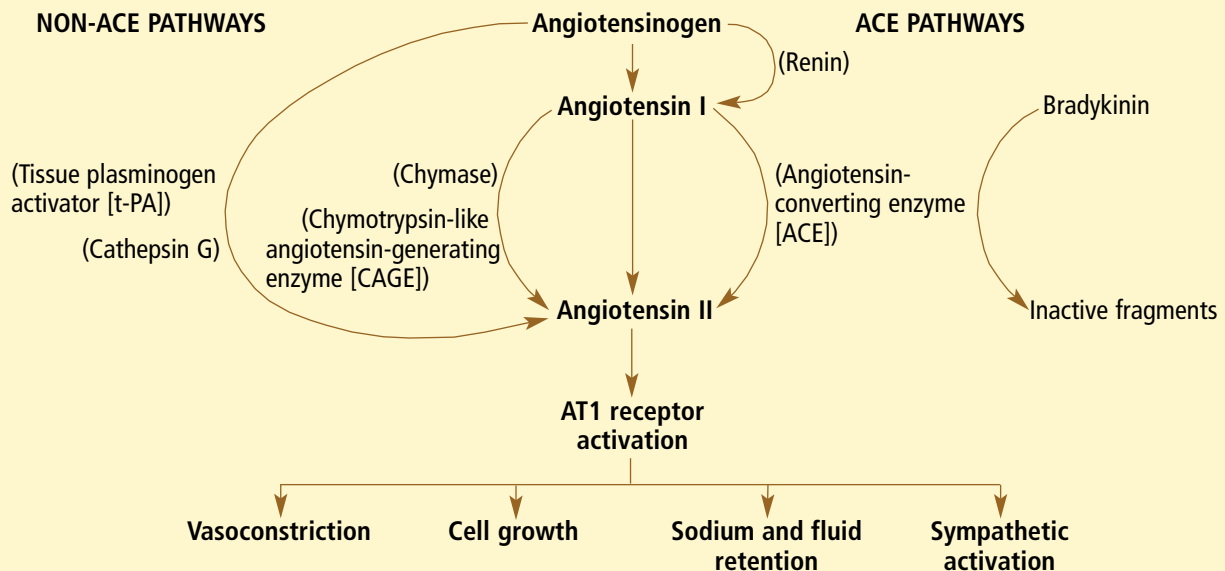 NON-ACE PATHWAYS
Angiotensinogen
ACE PATHWAYS
(Renin)
Angiotensin I
Bradykinin
(Tissue plasminogen
activator [t-PA])
(Cathepsin G)
(Chymase)
(Chymotrypsin-like
angiotensin-generating
enzyme [CAGE])
(Angiotensin-
converting enzyme
[ACE])
Angiotensin II
Inactive fragments
AT1 receptor
activation
Vasoconstriction
Cell growth
Sodium and fluid
retention
Sympathetic
activation